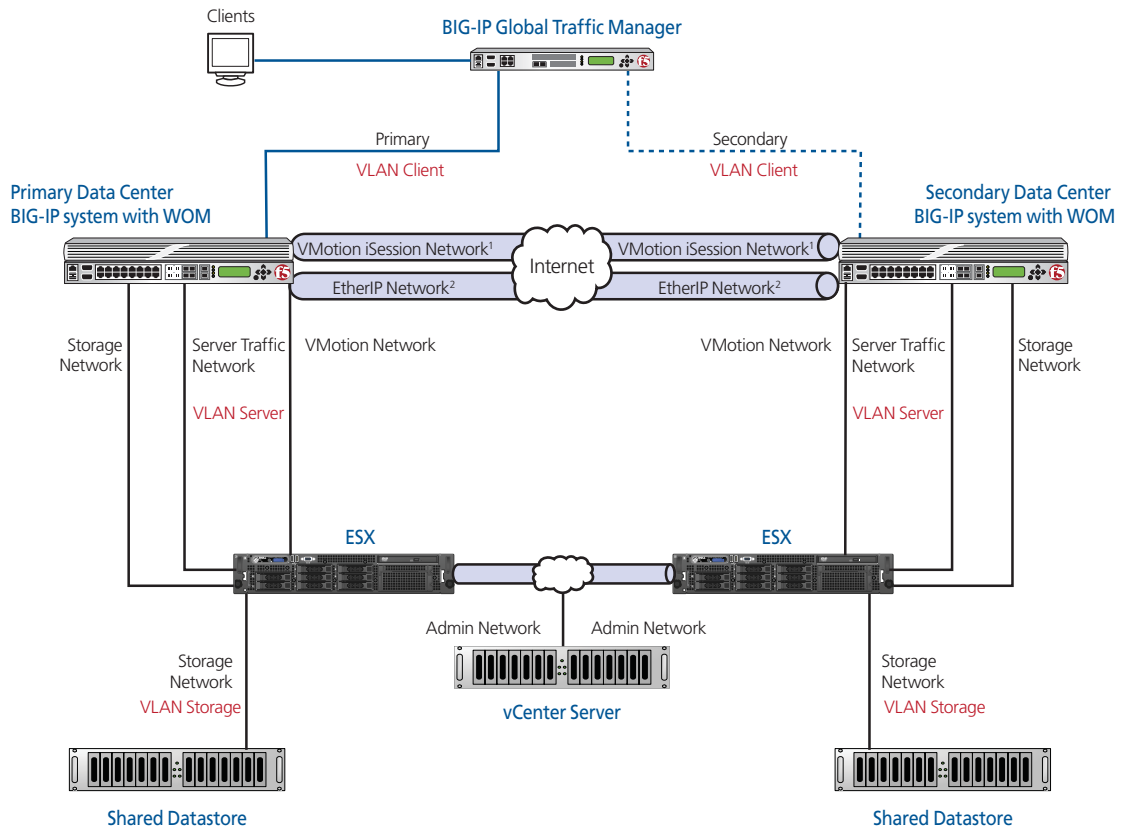 Clients
BIG-IP Global Traffic Manager
Primary
VLAN Client
Secondary
VLAN Client
Primary Data Center
BIG-IP system with WOM
Secondary Data Center
BIG-IP system with WOM
VMotion iSession Network¹
Internet
VMotion iSession Network¹
EtherIP Network²
EtherIP Network²
Storage
Network
Server Traffic
Network
VMotion Network
VLAN Server
VMotion Network
Server Traffic
Network
Storage
Network
VLAN Server
ESX
ESX
Admin Network
Admin Network
vCenter Server
Storage
Network
VLAN Storage
Storage
Network
VLAN Storage
Shared Datastore
Shared Datastore